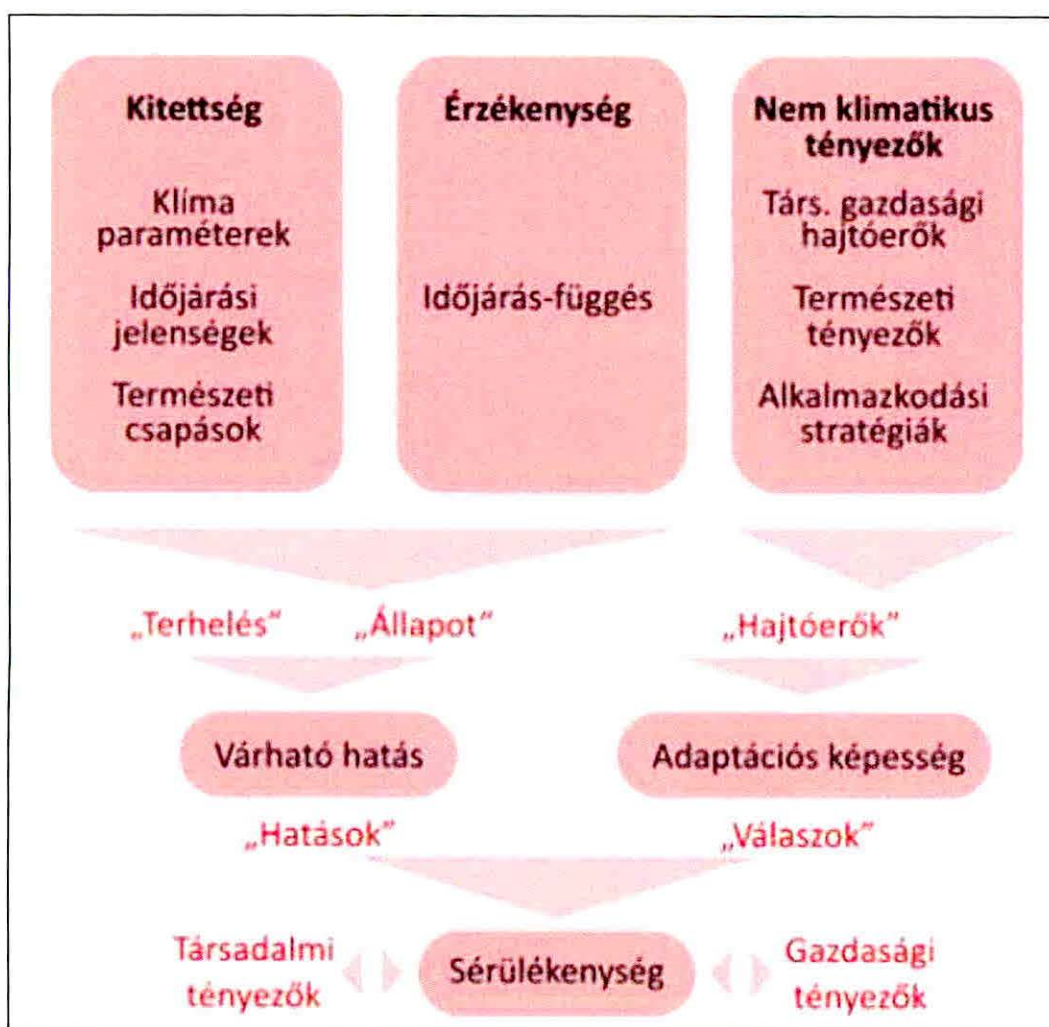 Kitettség
Klíma
paraméterek
Időjárási
jelenségek
Természeti
csapások
Érzékenység
Időjárás-függés
Nem klimatikus
tényezők
Társ. gazdasági
hajtóerők
Természeti
tényezők
Alkalmazkodási
stratégiák
„Terhelés” „Állapot” „Hajtóerők”
Várható hatás
Adaptációs képesség
„Hatások” „Válaszok”
Társadalmi
tényezők
Sérülékenység
Gazdasági
tényezők